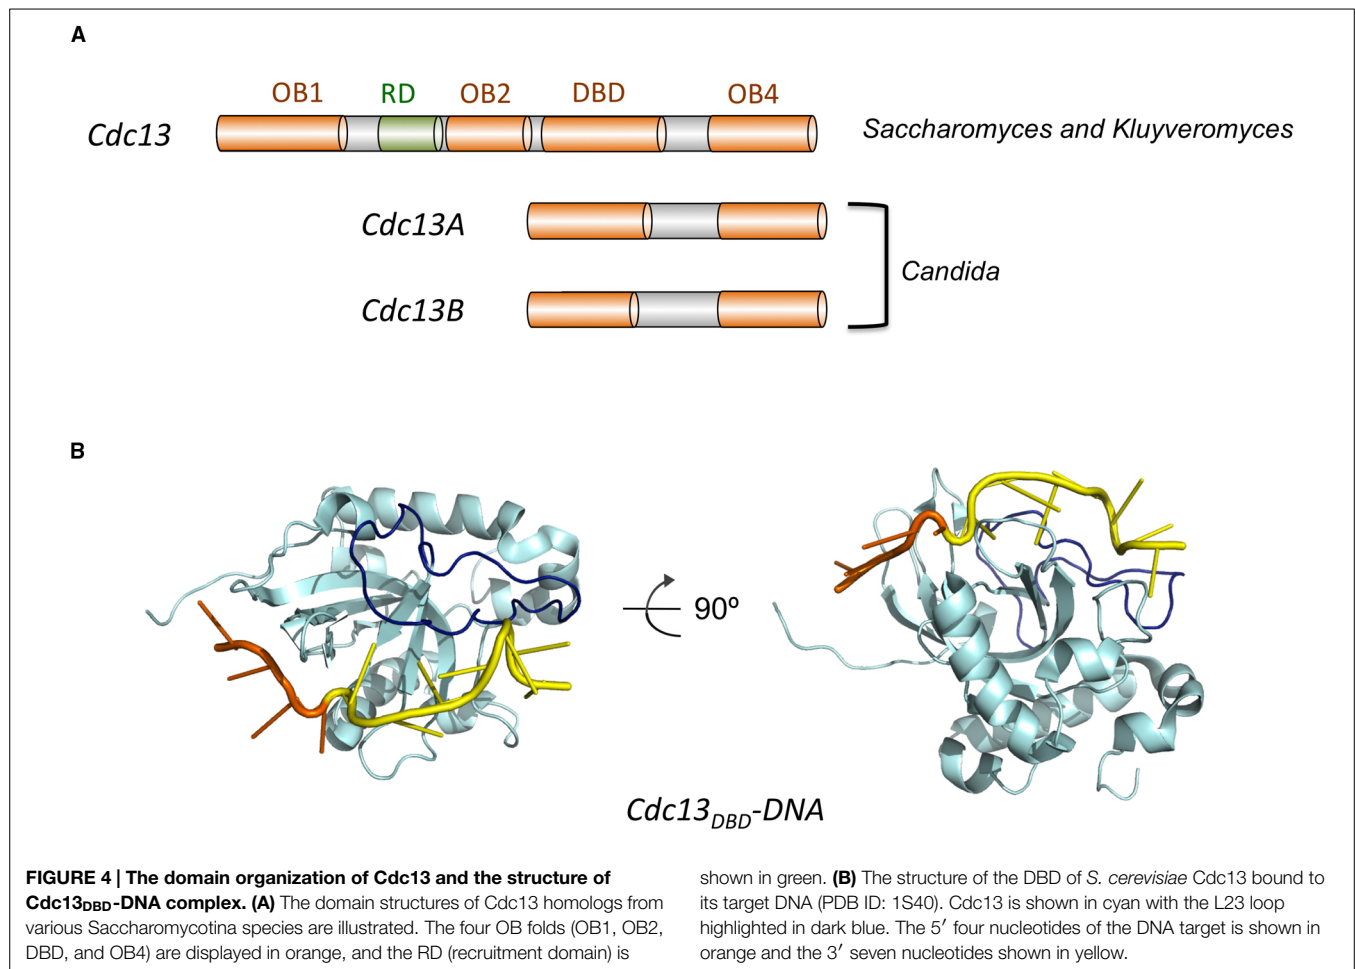 A
OB1 RD OB2 DBD OB4
Cdc13
Saccharomyces and Kluyveromyces
Cdc13A
Candida
Cdc13B
B
90º
Cdc13DBD-DNA
FIGURE 4 | The domain organization of Cdc13 and the structure of
Cdc13DBD-DNA complex. (A) The domain structures of Cdc13 homologs from
various Saccharomycotina species are illustrated. The four OB folds (OB1, OB2,
DBD, and OB4) are displayed in orange, and the RD (recruitment domain) is
shown in green. (B) The structure of the DBD of S. cerevisiae Cdc13 bound to
its target DNA (PDB ID: 1S40). Cdc13 is shown in cyan with the L23 loop
highlighted in dark blue. The 5′ four nucleotides of the DNA target is shown in
orange and the 3′ seven nucleotides shown in yellow.